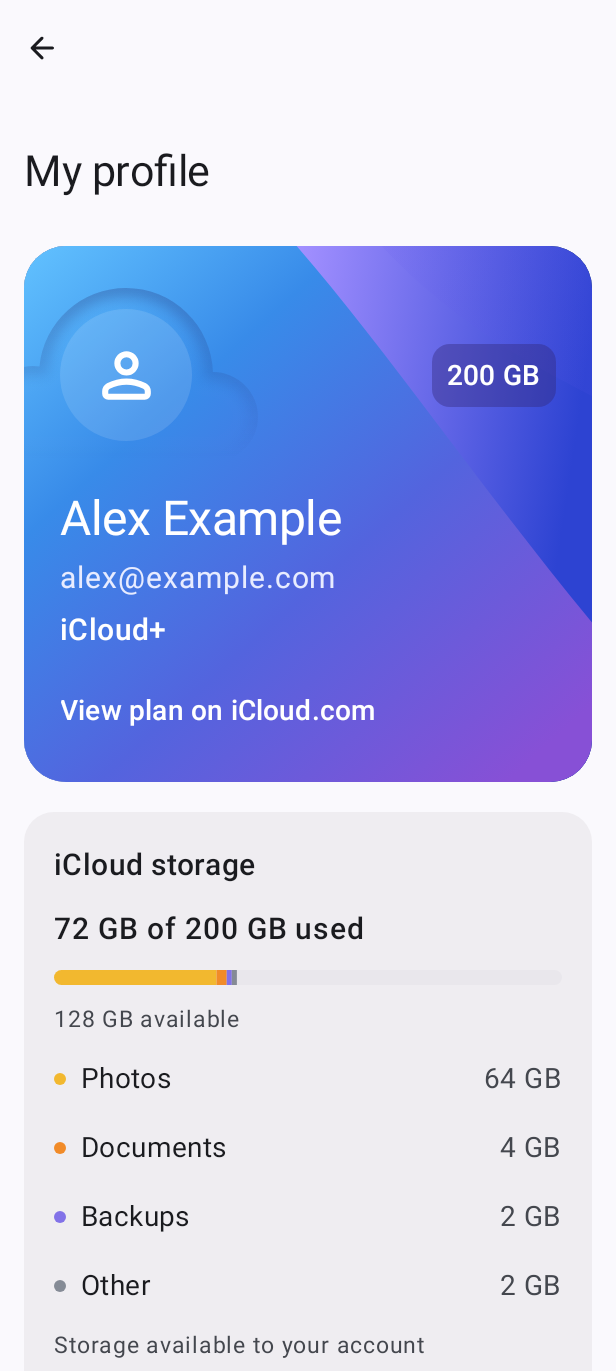 My profile
200 GB
Alex Example
alex@example.com
iCloud+
View plan on iCloud.com
iCloud storage
72 GB of 200 GB used
128 GB available
Photos 64 GB
Documents 4 GB
Backups 2 GB
Other 2 GB
Storage available to your account